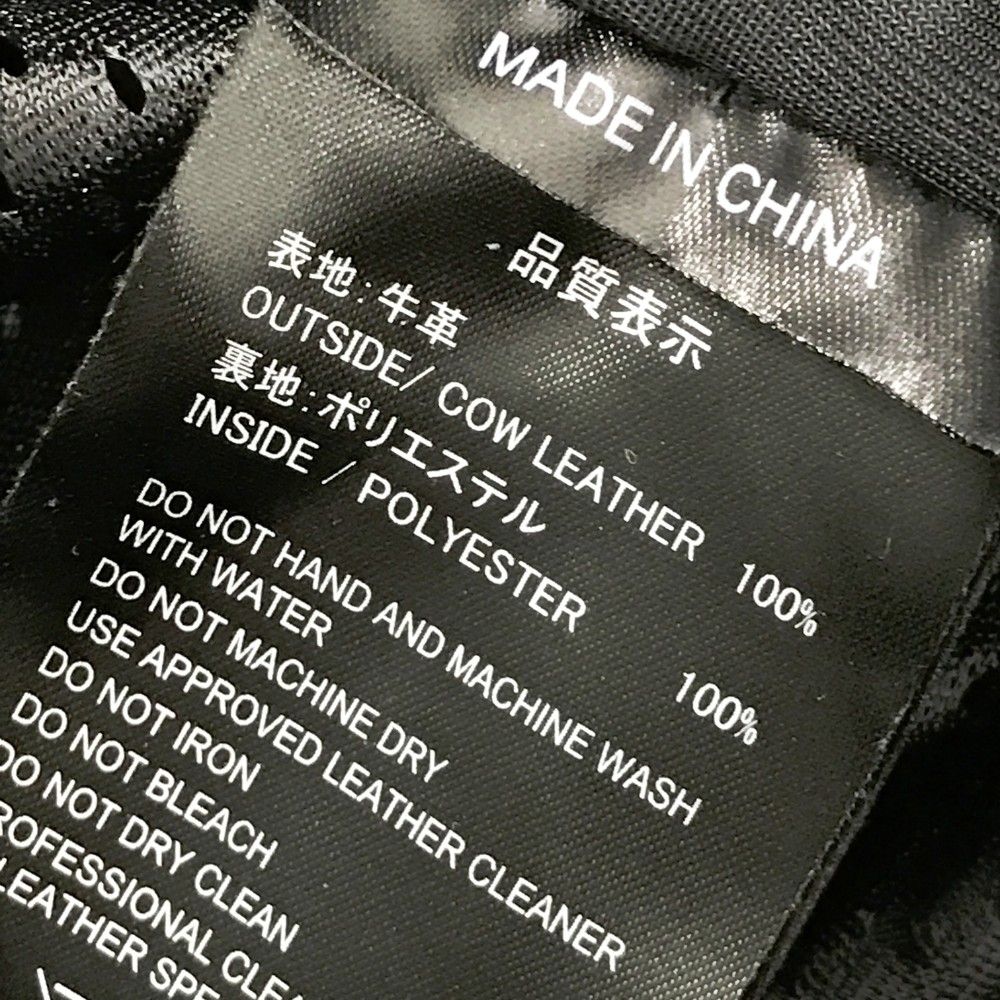 MADE IN CHINA
品質表示
表地:牛革
OUTSIDE/ COW LEATHER 100%
裏地:ポリエステル
INSIDE / POLYESTER 100%
DO NOT HAND AND MACHINE WASH
WITH WATER
DO NOT MACHINE DRY
USE APPROVED LEATHER CLEANER
DO NOT IRON
DO NOT BLEACH
DO NOT DRY CLEAN